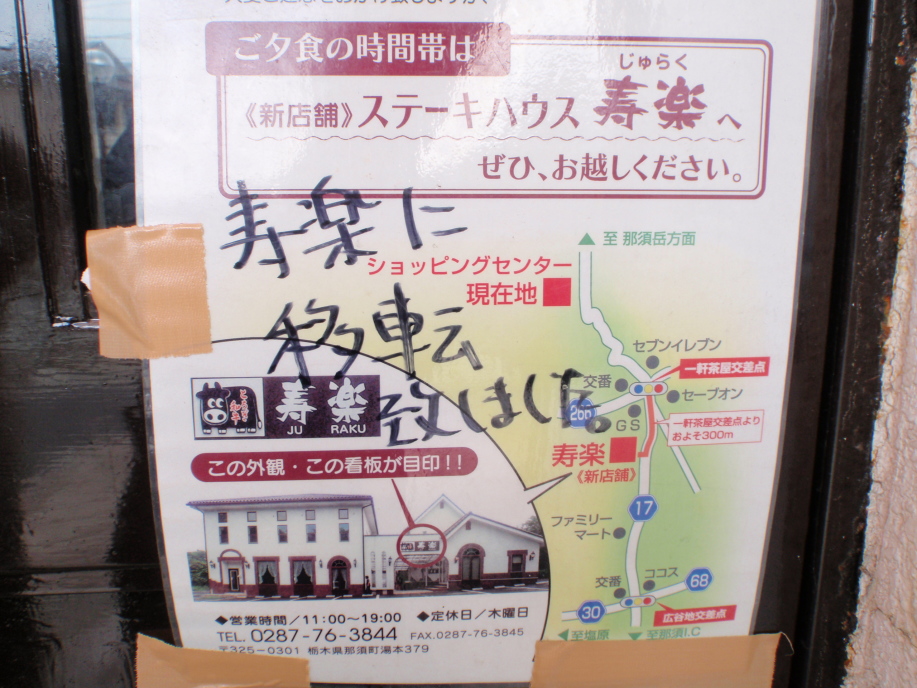 ご夕食の時間帯は
じゅらく
《新店舗》ステーキハウス 寿楽へ
ぜひ、お越しください。
寿楽に
移転
致しました。
至 那須岳方面
ショッピングセンター
現在地
セブンイレブン
一軒茶屋交差点
交番
セーブオン
266
GS
一軒茶屋交差点より
およそ300m
寿楽
《新店舗》
寿楽
JU RAKU
この外観・この看板が目印!!
17
ファミリー
マート
交番
ココス
68
30
広谷地交差点
至塩原
至那須I.C
◆営業時間/11:00～19:00 ◆定休日/木曜日
TEL. 0287-76-3844 FAX.0287-76-3845
〒325-0301 栃木県那須町湯本379